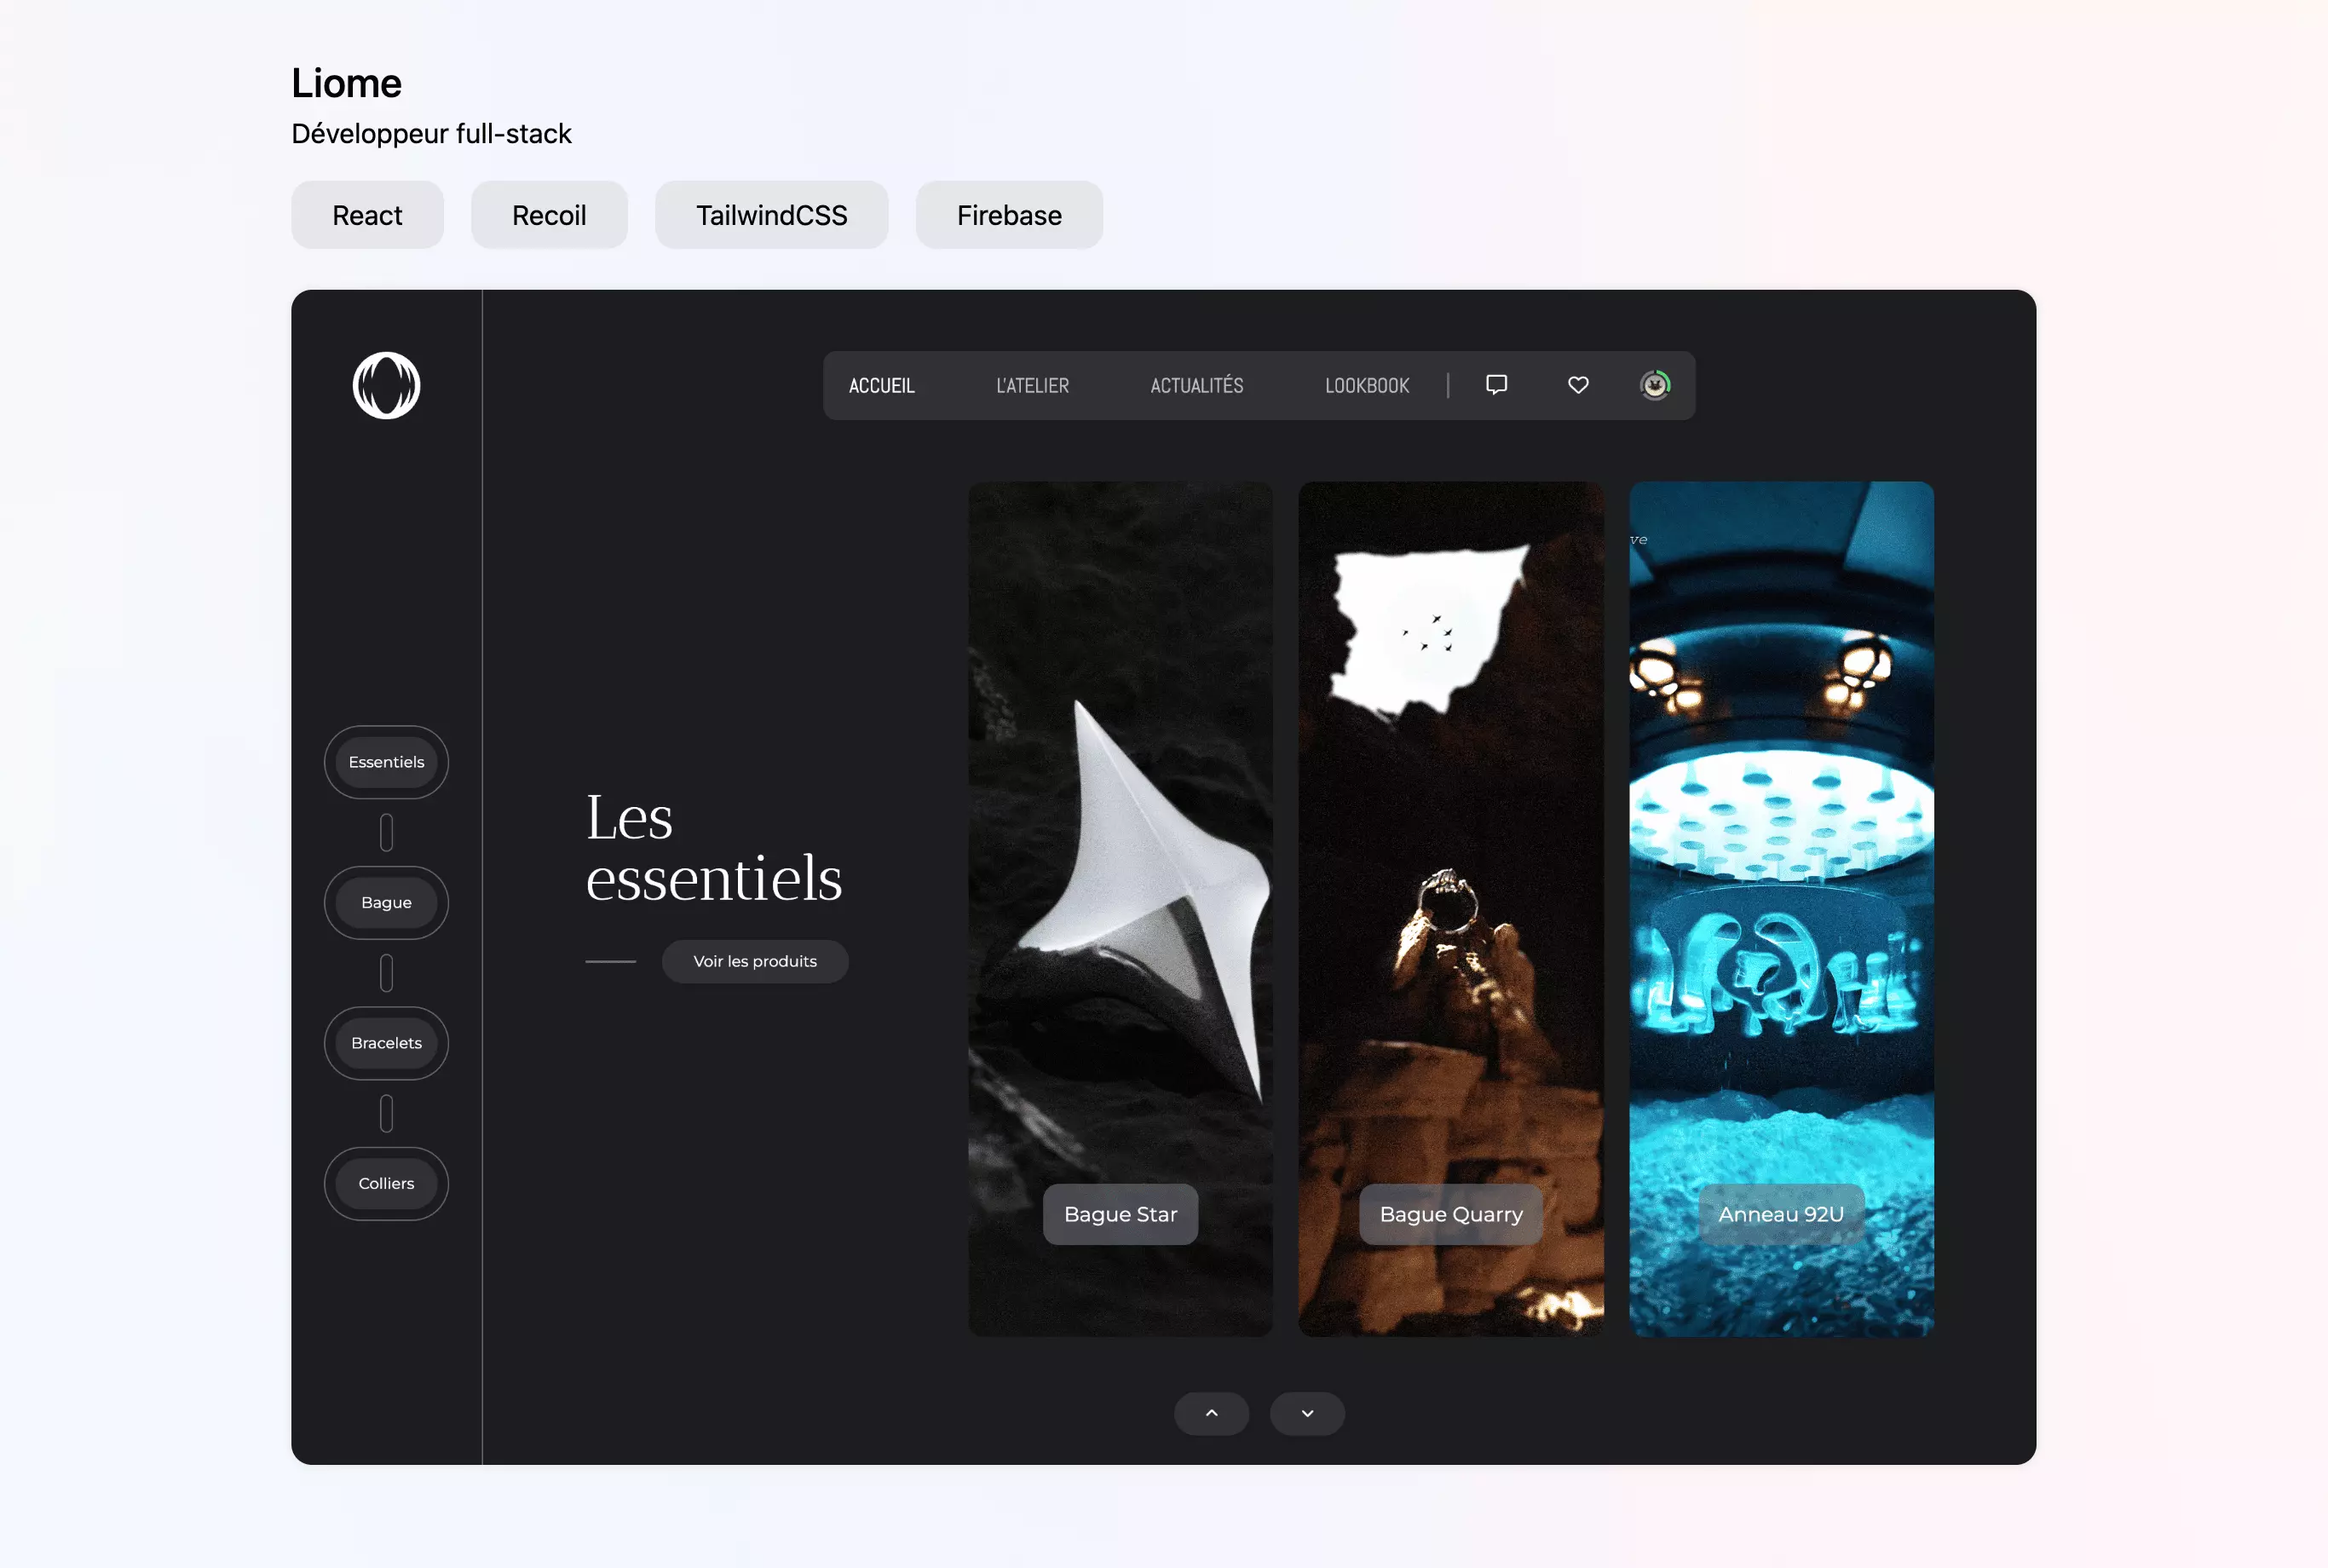 Liome
Développeur full-stack
React
Recoil
TailwindCSS
Firebase
ACCUEIL
L'ATELIER
ACTUALITÉS
LOOKBOOK
Essentiels
Bague
Bracelets
Colliers
Les
essentiels
Voir les produits
ve
Bague Star
Bague Quarry
Anneau 92U